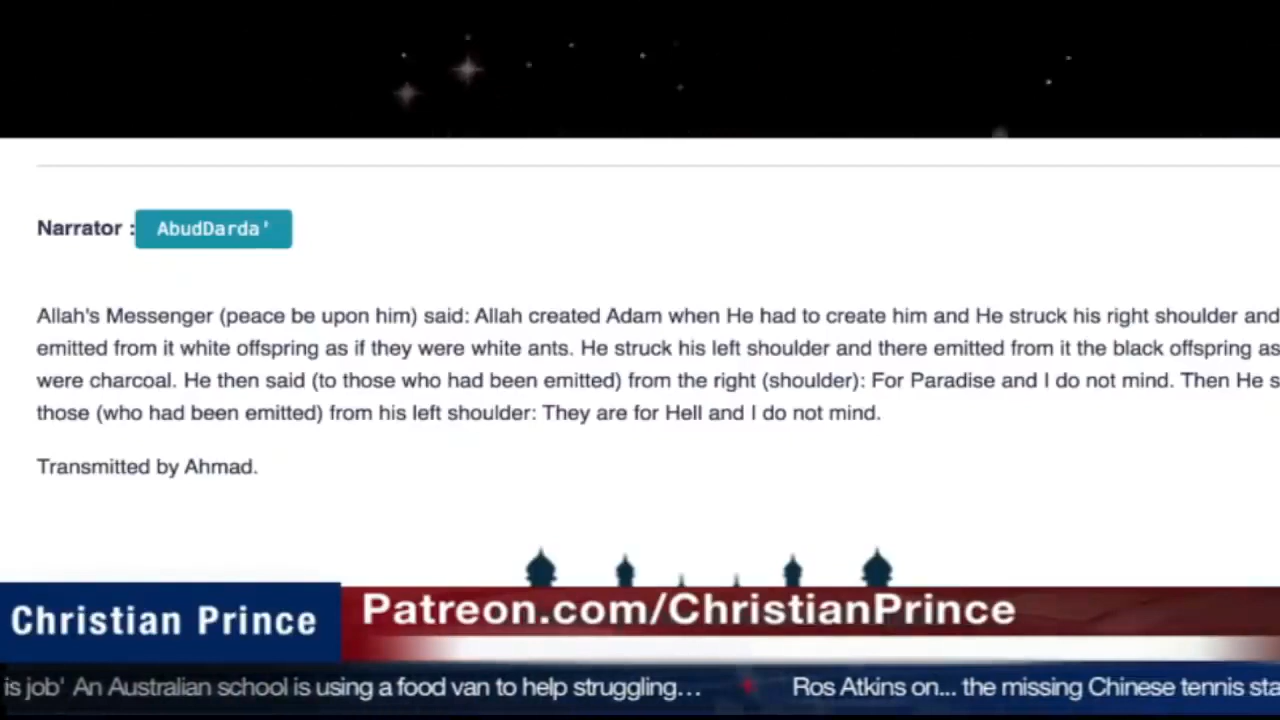 Narrator : AbudDarda'
Allah's Messenger (peace be upon him) said: Allah created Adam when He had to create him and He struck his right shoulder and
emitted from it white offspring as if they were white ants. He struck his left shoulder and there emitted from it the black offspring as
were charcoal. He then said (to those who had been emitted) from the right (shoulder): For Paradise and I do not mind. Then He s
those (who had been emitted) from his left shoulder: They are for Hell and I do not mind.
Transmitted by Ahmad.
Christian Prince
Patreon.com/ChristianPrince
is job' An Australian school is using a food van to help struggling... Ros Atkins on... the missing Chinese tennis sta